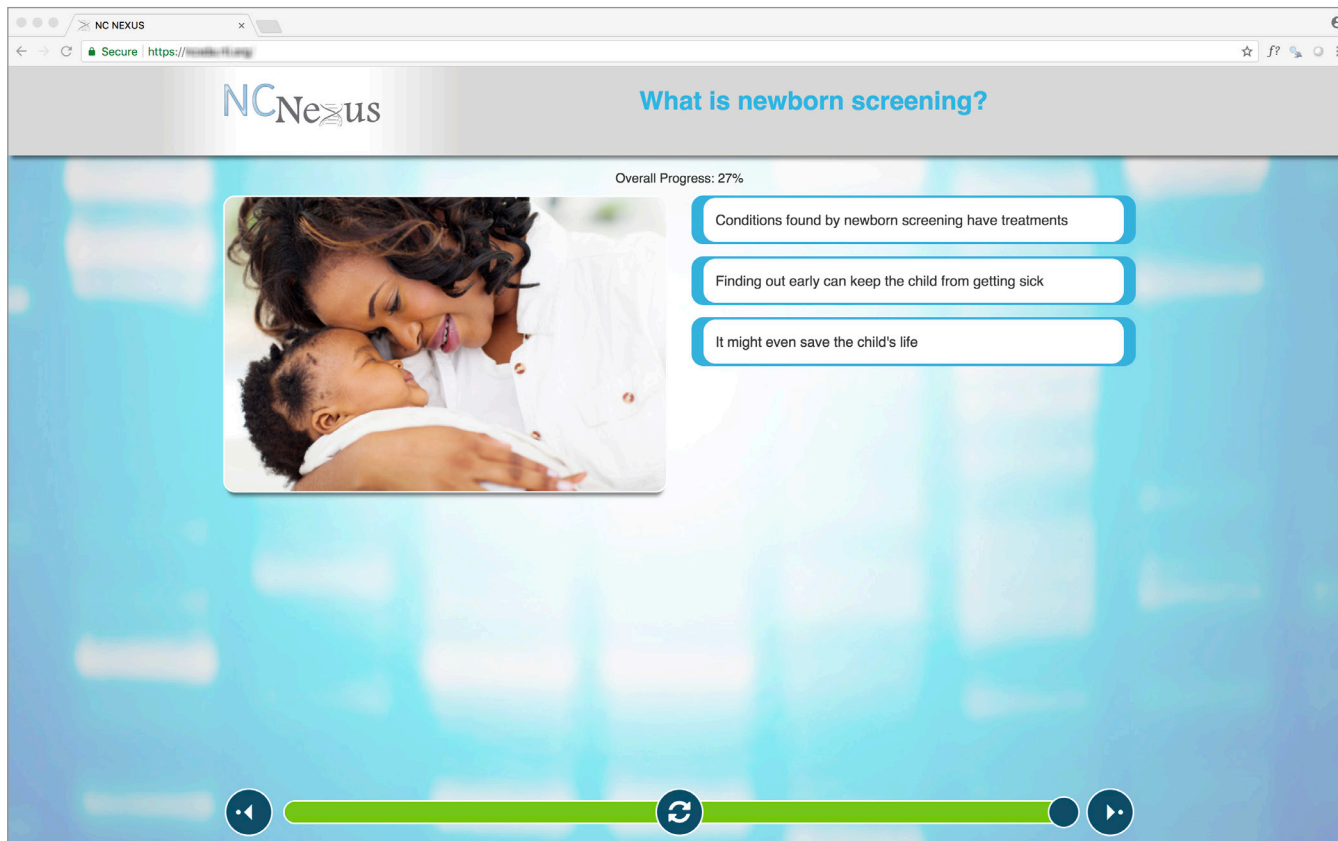 NC NEXUS
Secure https://
f?
NCNexus
What is newborn screening?
Overall Progress: 27%
Conditions found by newborn screening have treatments
Finding out early can keep the child from getting sick
It might even save the child's life